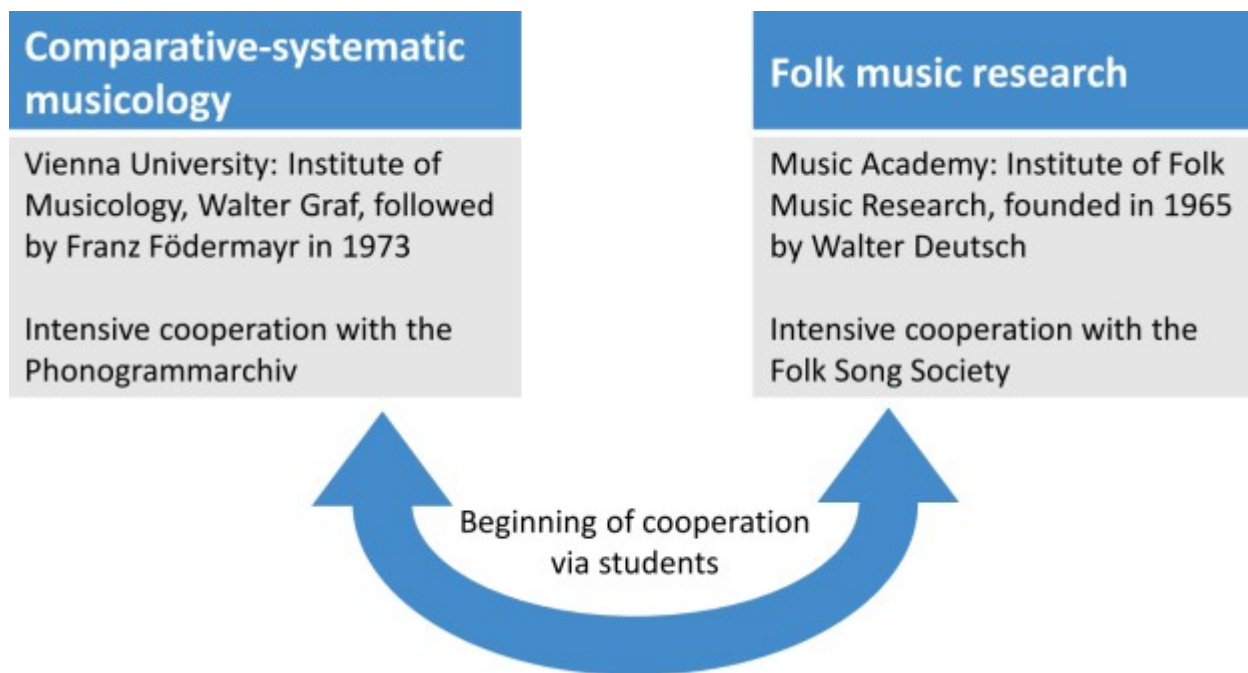 Comparative-systematic
musicology
Vienna University: Institute of
Musicology, Walter Graf, followed
by Franz Födermayr in 1973
Intensive cooperation with the
Phonogrammarchiv
Folk music research
Music Academy: Institute of Folk
Music Research, founded in 1965
by Walter Deutsch
Intensive cooperation with the
Folk Song Society
Beginning of cooperation
via students